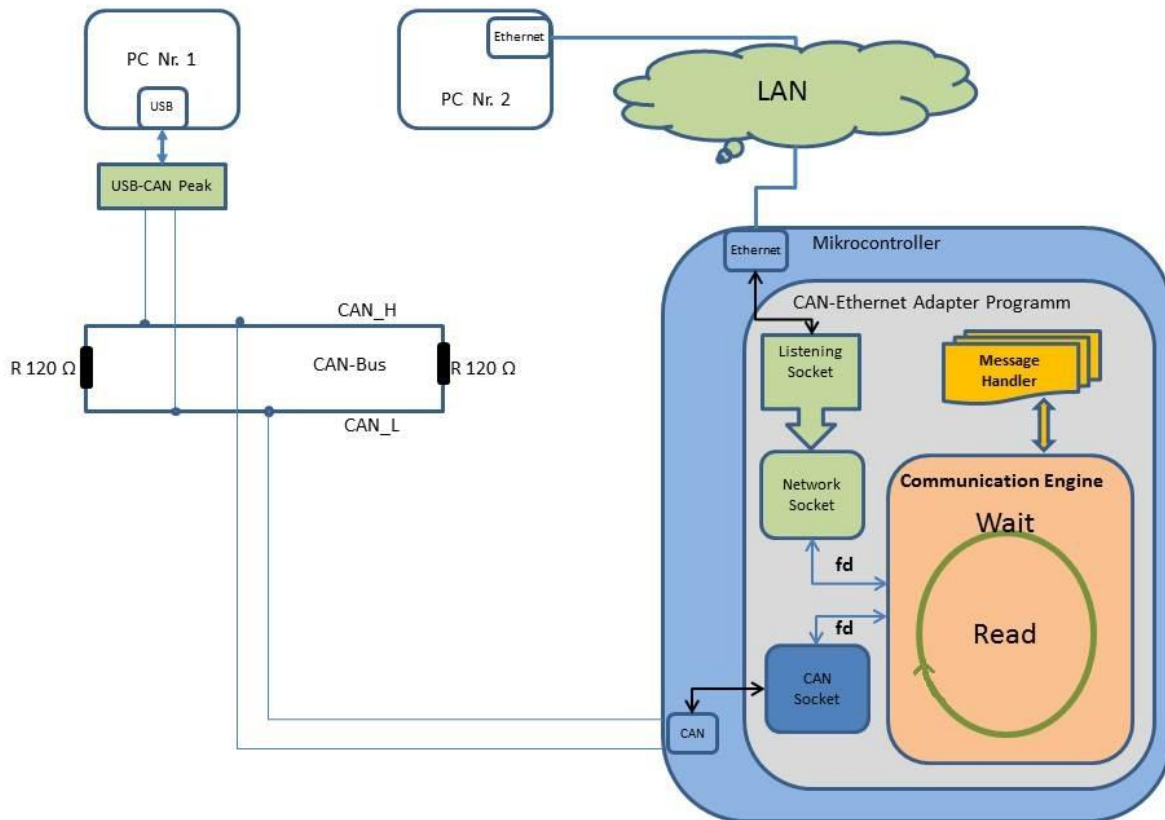 PC Nr. 1
USB
USB-CAN Peak
Ethernet
PC Nr. 2
LAN
Ethernet
Mikrocontroller
CAN-Ethernet Adapter Programm
Listening
Socket
Message
Handler
Network
Socket
Communication Engine
Wait
Read
fd
fd
CAN
Socket
CAN
CAN_H
R 120 Ω
CAN-Bus
R 120 Ω
CAN_L